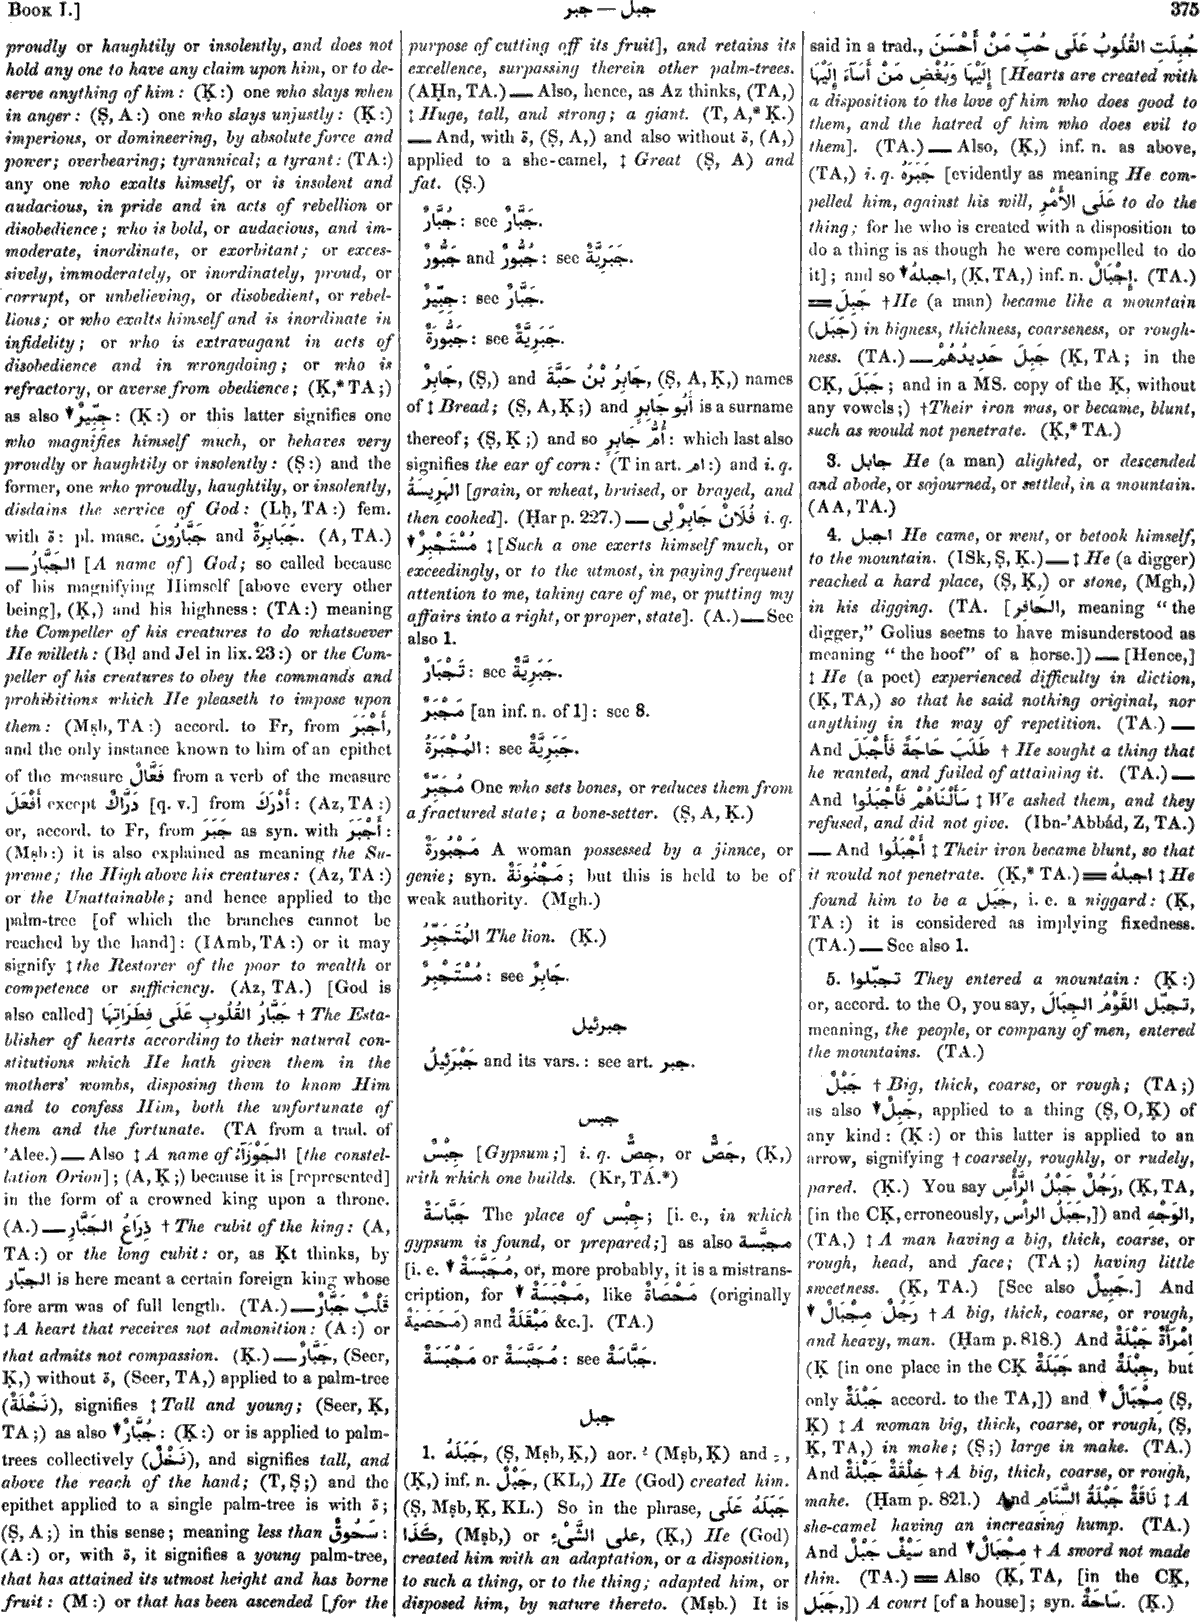 Book I.]
جبل — جبر
375
proudly or haughtily or insolently, and does not
hold any one to have any claim upon him, or to de-
serve anything of him: (Ḳ:) one who slays when
in anger: (Ṣ, A:) one who slays unjustly: (Ḳ:)
imperious, or domineering, by absolute force and
power; overbearing; tyrannical; a tyrant: (TA:)
any one who exalts himself, or is insolent and
audacious, in pride and in acts of rebellion or
disobedience; who is bold, or audacious, and im-
moderate, inordinate, or exorbitant; or exces-
sively, immoderately, or inordinately, proud, or
corrupt, or unbelieving, or disobedient, or rebel-
lious; or who exalts himself and is inordinate in
infidelity; or who is extravagant in acts of
disobedience and in wrongdoing; or who is
refractory, or averse from obedience; (Ḳ,* TA;)
as also ▼ جِبِّيرٌ: (Ḳ:) or this latter signifies one
who magnifies himself much, or behaves very
proudly or haughtily or insolently: (Ṣ:) and the
former, one who proudly, haughtily, or insolently,
disdains the service of God: (Lḥ, TA:) fem.
with ة: pl. masc. جَبَّارُونَ and جَبَابِرَةٌ. (A, TA.)
— الجَبَّارُ [A name of] God; so called because
of his magnifying Himself [above every other
being], (Ḳ,) and his highness: (TA:) meaning
the Compeller of his creatures to do whatsoever
He willeth: (Bḍ and Jel in lix. 23:) or the Com-
peller of his creatures to obey the commands and
prohibitions which He pleaseth to impose upon
them: (Mṣb, TA:) accord. to Fr, from أَجْبَرَ,
and the only instance known to him of an epithet
of the measure فَعَّالٌ from a verb of the measure
أَفْعَلَ except دَرَّاكٌ [q. v.] from أَدْرَكَ: (Az, TA:)
or, accord. to Fr, from جَبَرَ as syn. with أَجْبَرَ:
(Mṣb:) it is also explained as meaning the Su-
preme; the High above his creatures: (Az, TA:)
or the Unattainable; and hence applied to the
palm-tree [of which the branches cannot be
reached by the hand]: (IAmb, TA:) or it may
signify ‡ the Restorer of the poor to wealth or
competence or sufficiency. (Az, TA.) [God is
also called] جَبَّارُ القُلُوبِ عَلَى فِطَرَاتِهَا † The Esta-
blisher of hearts according to their natural con-
stitutions which He hath given them in the
mothers' wombs, disposing them to know Him
and to confess Him, both the unfortunate of
them and the fortunate. (TA from a trad. of
'Alee.) — Also ‡ A name of الجَوْزَآءُ [the constel-
lation Orion]; (A, Ḳ;) because it is [represented]
in the form of a crowned king upon a throne.
(A.) — ذِرَاعُ الجَبَّارِ † The cubit of the king: (A,
TA:) or the long cubit: or, as Ḳt thinks, by
الجبّار is here meant a certain foreign king whose
fore arm was of full length. (TA.) — قَلْبٌ جَبَّارٌ
‡ A heart that receives not admonition: (A:) or
that admits not compassion. (Ḳ.) — جَبَّارٌ, (Seer,
Ḳ,) without ة, (Seer, TA,) applied to a palm-tree
(نَخْلَةٌ), signifies ‡ Tall and young; (Seer, Ḳ,
TA;) as also ▼ جُبَّارٌ: (Ḳ:) or is applied to palm-
trees collectively (نَخْلٌ), and signifies tall, and
above the reach of the hand; (T, Ṣ;) and the
epithet applied to a single palm-tree is with ة;
(Ṣ, A;) in this sense; meaning less than سَحُوقٌ:
(A:) or, with ة, it signifies a young palm-tree,
that has attained its utmost height and has borne
fruit: (M:) or that has been ascended [for the
purpose of cutting off its fruit], and retains its
excellence, surpassing therein other palm-trees.
(AḤn, TA.) — Also, hence, as Az thinks, (TA,)
‡ Huge, tall, and strong; a giant. (T, A,* Ḳ.)
— And, with ة, (Ṣ, A,) and also without ة, (A,)
applied to a she-camel, ‡ Great (Ṣ, A) and
fat. (Ṣ.)
جُبَّارٌ: see جَبَّارٌ.
جَبُّورٌ and جُبُّورٌ: see جَبَرِيَّةٌ.
جِبِّيرٌ: see جَبَّارٌ.
جَبُّورَةٌ: see جَبَرِيَّةٌ.
جَابِرٌ, (Ṣ,) and جَابِرُ بْنُ حَبَّةَ, (Ṣ, A, Ḳ,) names
of ‡ Bread; (Ṣ, A, Ḳ;) and أَبُو جَابِرٍ is a surname
thereof; (Ṣ, Ḳ;) and so أُمُّ جَابِرٍ: which last also
signifies the ear of corn: (T in art. ام:) and i. q.
الهَرِيسَةُ [grain, or wheat, bruised, or brayed, and
then cooked]. (Ḥar p. 227.) — فُلَانٌ جَابِرٌ لِى i. q.
▼ مُسْتَجْبِرٌ ‡ [Such a one exerts himself much, or
exceedingly, or to the utmost, in paying frequent
attention to me, taking care of me, or putting my
affairs into a right, or proper, state]. (A.) — See
also 1.
تَجْبَارٌ: see جَبَرِيَّةٌ.
مَجْبَرٌ [an inf. n. of 1]: see 8.
المُجْبَرَةُ: see جَبَرِيَّةٌ.
مُجَبِّرٌ One who sets bones, or reduces them from
a fractured state; a bone-setter. (Ṣ, A, Ḳ.)
مَجْبُورَةٌ A woman possessed by a jinnee, or
genie; syn. مَجْنُونَةٌ; but this is held to be of
weak authority. (Mgh.)
المُتَجَبِّرُ The lion. (Ḳ.)
مُسْتَجْبِرٌ: see جَابِرٌ.
جبرئيل
جَبْرَئِيلُ and its vars.: see art. جبر.
جبس
جِبْسٌ [Gypsum;] i. q. جِصٌّ, or جَصٌّ, (Ḳ,)
with which one builds. (Kr, TA.*)
جَبَّاسَةٌ The place of جِبْس; [i. e., in which
gypsum is found, or prepared;] as also مجبّسة
[i. e. ▼ مُجَبَّسَةٌ, or, more probably, it is a mistrans-
cription, for ▼ مَجْبَسَةٌ, like مَحْصَاةٌ (originally
مَحْصَيَةٌ) and مَبْقَلَةٌ &c.]. (TA.)
مَجْبَسَةٌ or مُجَبَّسَةٌ: see جَبَّاسَةٌ.
جبل
1. جَبَلَهُ, (Ṣ, Mṣb, Ḳ,) aor. ـُ (Mṣb, Ḳ) and ـِ,
(Ḳ,) inf. n. جَبْلٌ, (KL,) He (God) created him.
(Ṣ, Mṣb, Ḳ, KL.) So in the phrase, جَبَلَهُ عَلَى
كَذَا, (Mṣb,) or على الشَّىْءِ, (Ḳ,) He (God)
created him with an adaptation, or a disposition,
to such a thing, or to the thing; adapted him, or
disposed him, by nature thereto. (Mṣb.) It is
said in a trad., جُبِلَتِ القُلُوبُ عَلَى حُبِّ مَنْ أَحْسَنَ
إِلَيْهَا وَبُغْضِ مَنْ أَسَآءَ إِلَيْهَا [Hearts are created with
a disposition to the love of him who does good to
them, and the hatred of him who does evil to
them]. (TA.) — Also, (Ḳ,) inf. n. as above,
(TA,) i. q. جَبَرَهُ [evidently as meaning He com-
pelled him, against his will, عَلَى الأَمْرِ to do the
thing; for he who is created with a disposition to
do a thing is as though he were compelled to do
it]; and so ▼ اجبلهُ, (Ḳ, TA,) inf. n. إِجْبَالٌ. (TA.)
═ جَبِلَ † He (a man) became like a mountain
(جَبَل) in bigness, thickness, coarseness, or rough-
ness. (TA.) — جَبِلَ حَدِيدُهُمْ (Ḳ, TA; in the
CK, جَبَلَ; and in a MS. copy of the Ḳ, without
any vowels;) † Their iron was, or became, blunt,
such as would not penetrate. (Ḳ,* TA.)
3. جابل He (a man) alighted, or descended
and abode, or sojourned, or settled, in a mountain.
(AA, TA.)
4. اجبل He came, or went, or betook himself,
to the mountain. (ISk, Ṣ, Ḳ.) — ‡ He (a digger)
reached a hard place, (Ṣ, Ḳ,) or stone, (Mgh,)
in his digging. (TA. [الحافر, meaning "the
digger," Golius seems to have misunderstood as
meaning "the hoof" of a horse.]) — [Hence,]
‡ He (a poet) experienced difficulty in diction,
(Ḳ, TA,) so that he said nothing original, nor
anything in the way of repetition. (TA.) —
And طَلَبَ حَاجَةً فَأَجْبَلَ † He sought a thing that
he wanted, and failed of attaining it. (TA.) —
And سَأَلْنَاهُمْ فَأَجْبَلُوا ‡ We asked them, and they
refused, and did not give. (Ibn-'Abbád, Z, TA.)
— And أَجْبَلُوا ‡ Their iron became blunt, so that
it would not penetrate. (Ḳ,* TA.) ═ اجبلهُ ‡ He
found him to be a جَبَل, i. e. a niggard: (Ḳ,
TA:) it is considered as implying fixedness.
(TA.) — See also 1.
5. تجبّلوا They entered a mountain: (Ḳ:)
or, accord. to the O, you say, تجبّل القَوْمُ الجِبَالَ,
meaning, the people, or company of men, entered
the mountains. (TA.)
جَبْلٌ † Big, thick, coarse, or rough; (TA;)
as also ▼ جَبِلٌ, applied to a thing (Ṣ, O, Ḳ) of
any kind: (Ḳ:) or this latter is applied to an
arrow, signifying † coarsely, roughly, or rudely,
pared. (Ḳ.) You say رَجُلٌ جَبْلُ الرَّأْسِ, (Ḳ, TA,
[in the CK, erroneously, جَبَلُ الرأس,]) and الوَجْهِ,
(TA,) ‡ A man having a big, thick, coarse, or
rough, head, and face; (TA;) having little
sweetness. (Ḳ, TA.) [See also جَبِيلٌ.] And
▼ رَجُلٌ مِجْبَالٌ † A big, thick, coarse, or rough,
and heavy, man. (Ḥam p. 818.) And امْرَأَةٌ جَبْلَةٌ
(Ḳ [in one place in the CK جَبَلَةٌ and جِبْلَةٌ, but
only جَبْلَةٌ accord. to the TA,]) and ▼ مِجْبَالٌ (Ṣ,
Ḳ) ‡ A woman big, thick, coarse, or rough, (Ṣ,
Ḳ, TA,) in make; (Ṣ;) large in make. (TA.)
And خِلْقَةٌ جَبْلَةٌ † A big, thick, coarse, or rough,
make. (Ḥam p. 821.) And نَاقَةٌ جَبْلَةُ السَّنَامِ ‡ A
she-camel having an increasing hump. (TA.)
And سَيْفٌ جَبْلٌ and ▼ مِجْبَالٌ † A sword not made
thin. (TA.) ═ Also (Ḳ, TA, [in the CK,
جَبَل,]) A court [of a house]; syn. سَاحَةٌ. (Ḳ.)